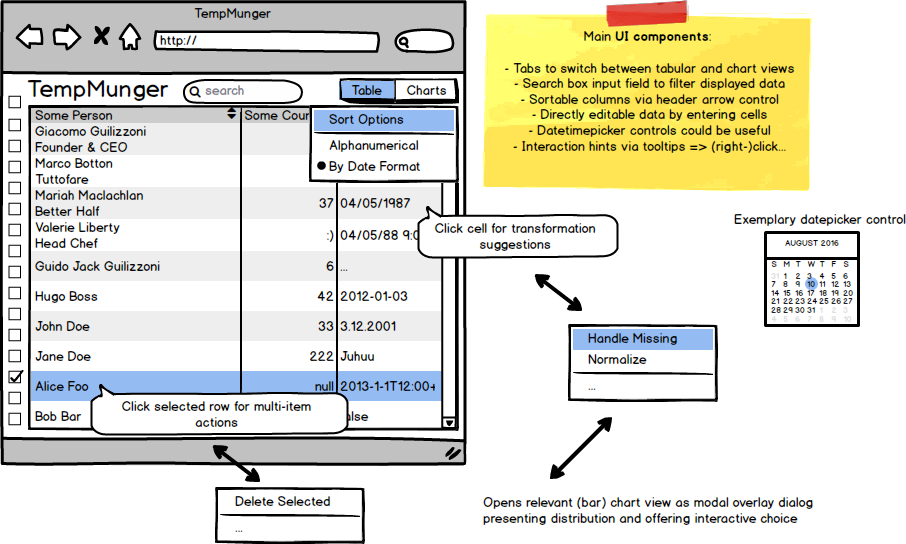 TempMunger
http://
TempMunger
search
Table
Charts
Some Person
Some Cour
Sort Options
Alphanumerical
By Date Format
Giacomo Guilizzoni
Founder & CEO
Marco Botton
Tuttofare
Mariah Maclachlan
Better Half
37
04/05/1987
Valerie Liberty
Head Chef
:)
04/05/88 9:0
Click cell for transformation
suggestions
Guido Jack Guilizzoni
6
...
Hugo Boss
42
2012-01-03
John Doe
33
3.12.2001
Jane Doe
222
Juhuu
Alice Foo
null
2013-1-1T12:00+
Bob Bar
alse
Click selected row for multi-item
actions
Delete Selected
...
Main UI components:
- Tabs to switch between tabular and chart views
- Search box input field to filter displayed data
- Sortable columns via header arrow control
- Directly editable data by entering cells
- Datetimepicker controls could be useful
- Interaction hints via tooltips => (right-)click...
Exemplary datepicker control
AUGUST 2016
S M T W T F S
31 1 2 3 4 5 6
7 8 9 10 11 12 13
14 15 16 17 18 19 20
21 22 23 24 25 26 27
28 29 30 31 1 2 3
4 5 6 7 8 9 10
Handle Missing
Normalize
...
Opens relevant (bar) chart view as modal overlay dialog
presenting distribution and offering interactive choice